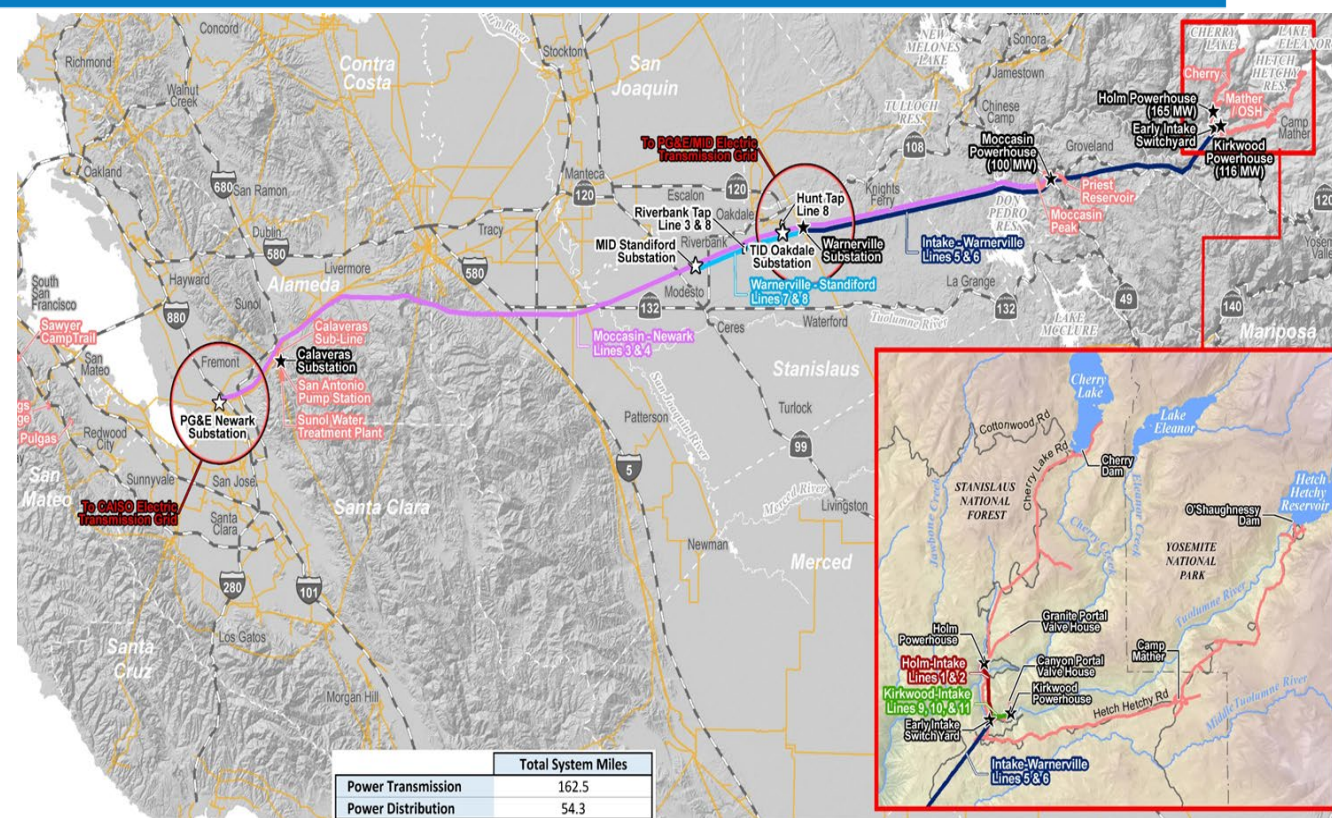 Richmond
Concord
Walnut
Creek
Oakland
Contra
Costa
680
San Ramon
Dublin
580
Livermore
Hayward
Alameda
Sunol
880
South
San
Francisco
Sawyer
Camp Trail
San
Mateo
Fremont
Calaveras
Sub-Line
Calaveras
Substation
San Antonio
Pump Station
Sunol Water
Treatment Plant
PG&E Newark
Substation
Pulgas
Redwood
City
San
Mateo
Sunnyvale
San Jose
Santa
Clara
To CAISO Electric
Transmission Grid
Santa Clara
280
101
Los Gatos
Santa
Cruz
Morgan Hill
Stockton
San
Joaquin
To PG&E/MID Electric
Transmission Grid
Manteca
120
Escalon
120
Oakdale
Tracy
580
Riverbank Tap
Line 3 & 8
Riverbank
MID Standiford
Substation
Modesto
Hunt Tap
Line 8
TID Oakdale
Substation
Warnerville
Substation
Warnerville - Standiford
Lines 7 & 8
132
Ceres
Waterford
Moccasin - Newark
Lines 3 & 4
San Joaquin River
Stanislaus
Patterson
Turlock
5
99
Merced River
Livingston
Newman
Merced
NEW
MELONES
LAKE
Sonora
Jamestown
TULLOCH
RES.
Chinese
Camp
108
Knights
Ferry
Moccasin
Powerhouse
(100 MW)
Groveland
Priest
Reservoir
Moccasin
Peak
DON
PEDRO
RES.
Intake - Warnerville
Lines 5 & 6
La Grange
Tuolumne River
132
49
LAKE
MCCLURE
140
Mariposa
120
CHERRY
LAKE
LAKE
ELEANOR
HETCH
HETCHY
RES.
Cherry
Mather
/ OSH
Holm Powerhouse
(165 MW)
Early Intake
Switchyard
Kirkwood
Powerhouse
(116 MW)
Camp
Mather
Cherry
Lake
Lake
Eleanor
Cottonwood Rd
Cherry Lake Rd
Cherry
Dam
STANISLAUS
NATIONAL
FOREST
Jawbone Creek
Cherry Creek
Eleanor Creek
Hetch
Hetchy
Reservoir
O'Shaughnessy
Dam
YOSEMITE
NATIONAL
PARK
Tuolumne River
Granite Portal
Valve House
Holm
Powerhouse
Holm-Intake
Lines 1 & 2
Canyon Portal
Valve House
Camp
Mather
Kirkwood-Intake
Lines 9, 10, & 11
Kirkwood
Powerhouse
Early Intake
Switch Yard
Hetch Hetchy Rd
Middle Tuolumne River
Intake-Warnerville
Lines 5 & 6
Total System Miles
Power Transmission 162.5
Power Distribution 54.3